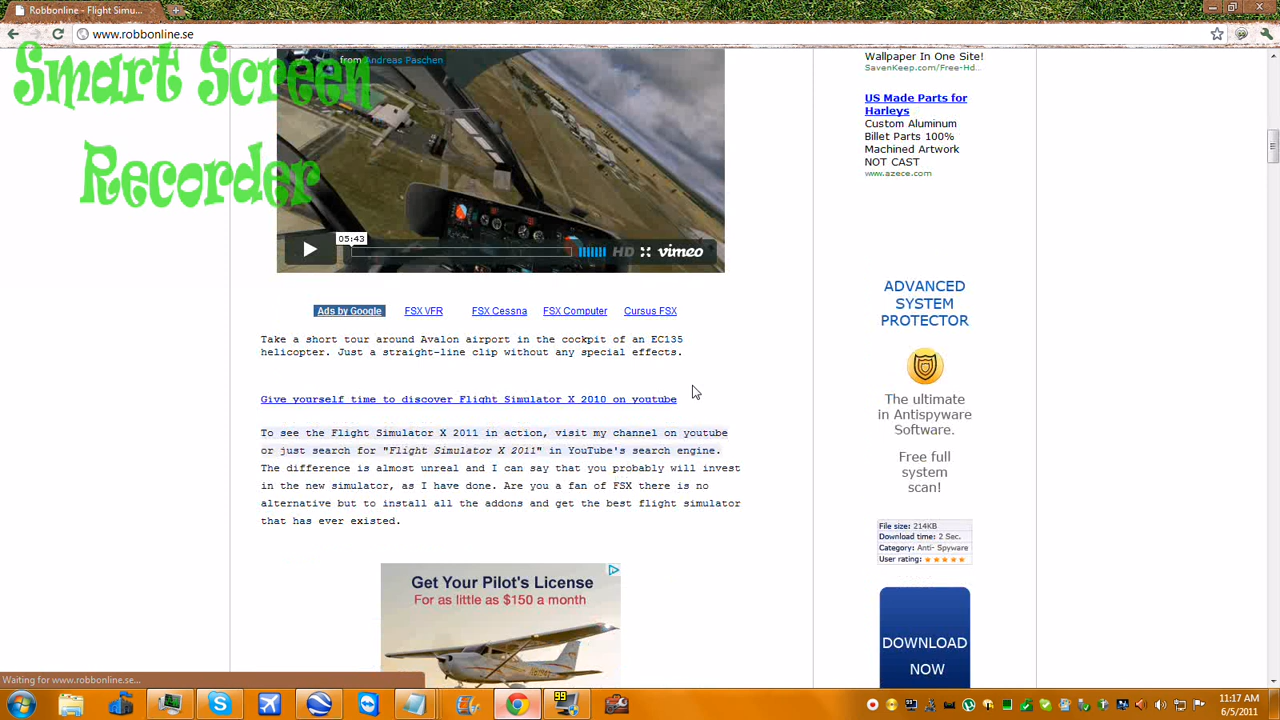 Robbonline - Flight Simu...
www.robbonline.se
Smart Screen
Recorder
from Andreas Paschen
05:43
HD vimeo
Ads by Google FSX VFR FSX Cessna FSX Computer Cursus FSX
Take a short tour around Avalon airport in the cockpit of an EC135
helicopter. Just a straight-line clip without any special effects.
Give yourself time to discover Flight Simulator X 2010 on youtube
To see the Flight Simulator X 2011 in action, visit my channel on youtube
or just search for "Flight Simulator X 2011" in YouTube's search engine.
The difference is almost unreal and I can say that you probably will invest
in the new simulator, as I have done. Are you a fan of FSX there is no
alternative but to install all the addons and get the best flight simulator
that has ever existed.
Get Your Pilot's License
For as little as $150 a month
Wallpaper In One Site!
SavenKeep.com/Free-Hd...
US Made Parts for
Harleys
Custom Aluminum
Billet Parts 100%
Machined Artwork
NOT CAST
www.azece.com
ADVANCED
SYSTEM
PROTECTOR
The ultimate
in Antispyware
Software.
Free full
system
scan!
File size: 214KB
Download time: 2 Sec.
Category: Anti- Spyware
User rating:
DOWNLOAD
NOW
Waiting for www.robbonline.se...
99
11:17 AM
6/5/2011